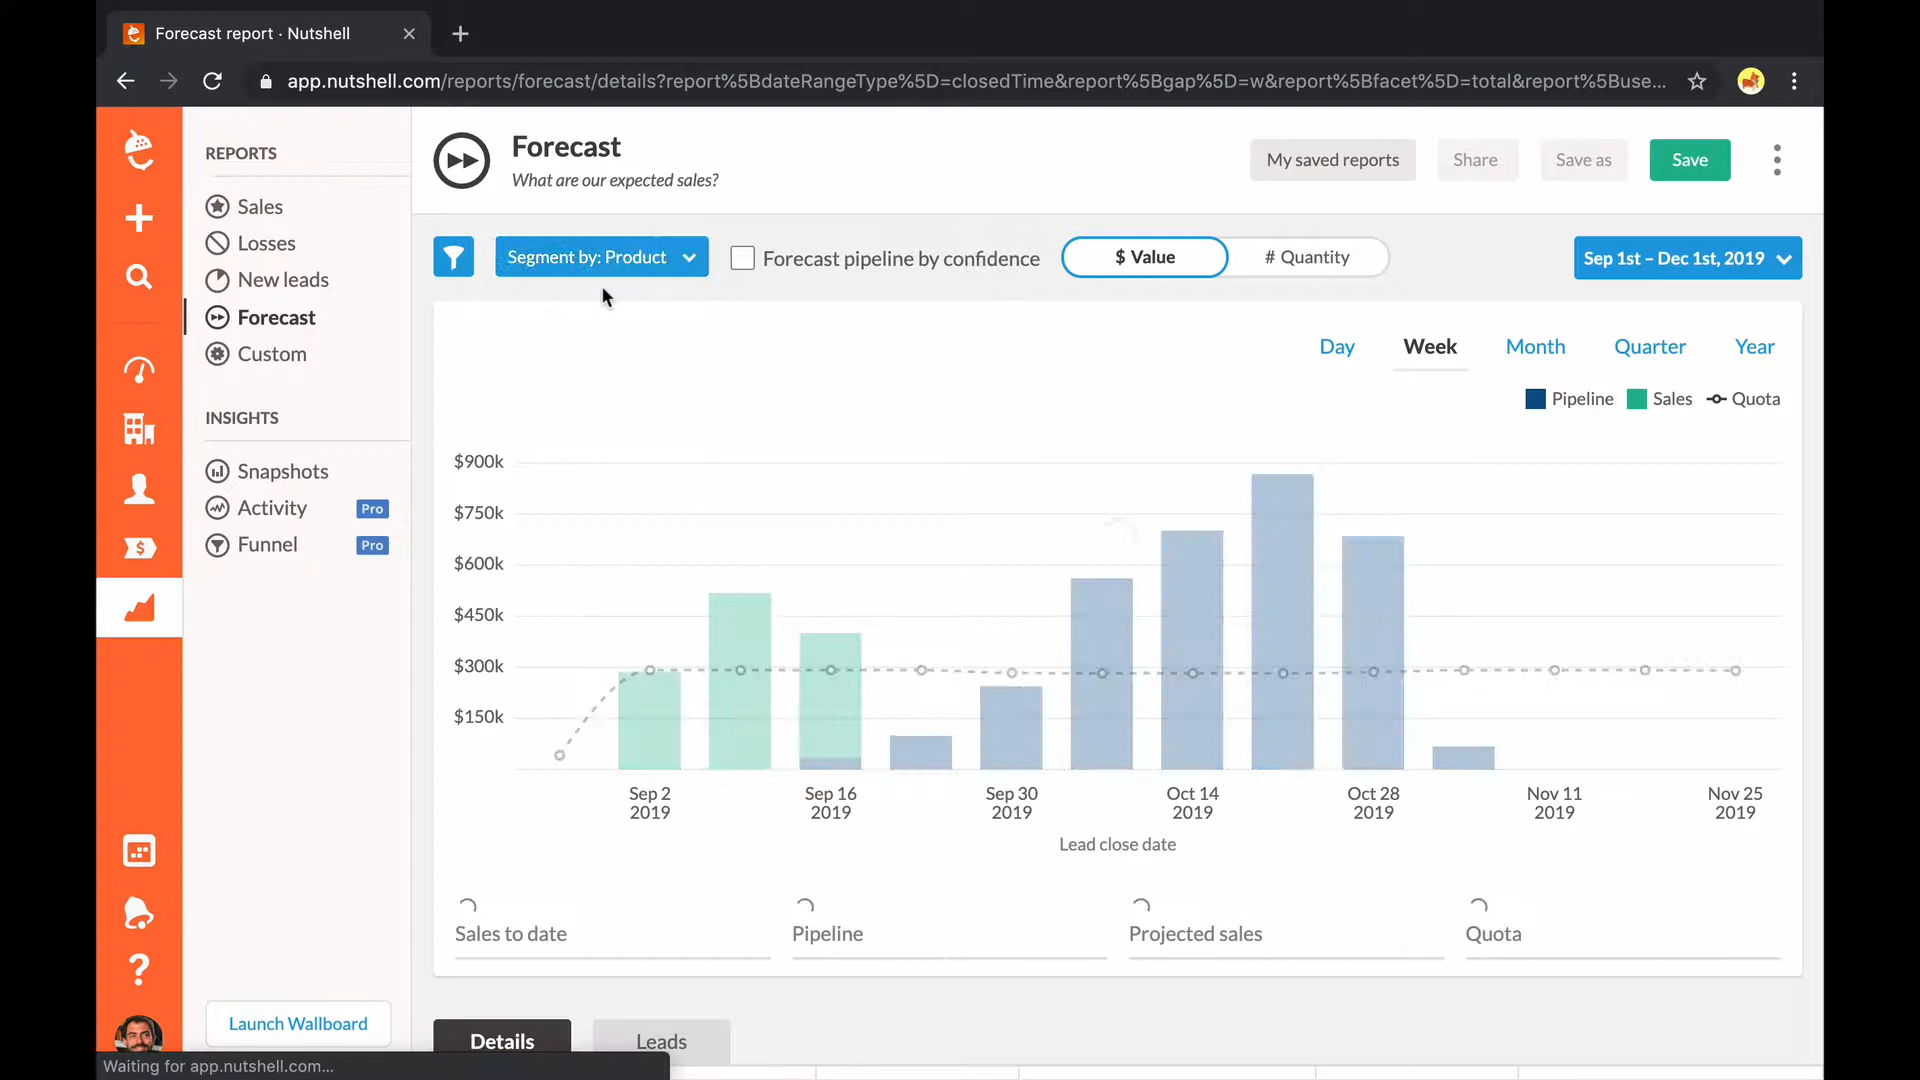 Forecast report · Nutshell
app.nutshell.com/reports/forecast/details?report%5BdateRangeType%5D=closedTime&report%5Bgap%5D=w&report%5Bfacet%5D=total&report%5Buse...
REPORTS
Sales
Losses
New leads
Forecast
Custom
INSIGHTS
Snapshots
Activity Pro
Funnel Pro
Launch Wallboard
Forecast
What are our expected sales?
My saved reports Share Save as Save
Segment by: Product Forecast pipeline by confidence $ Value # Quantity Sep 1st – Dec 1st, 2019
Day Week Month Quarter Year
Pipeline Sales Quota
$900k
$750k
$600k
$450k
$300k
$150k
Sep 2 Sep 16 Sep 30 Oct 14 Oct 28 Nov 11 Nov 25
2019 2019 2019 2019 2019 2019 2019
Lead close date
Sales to date Pipeline Projected sales Quota
Details Leads
Waiting for app.nutshell.com...